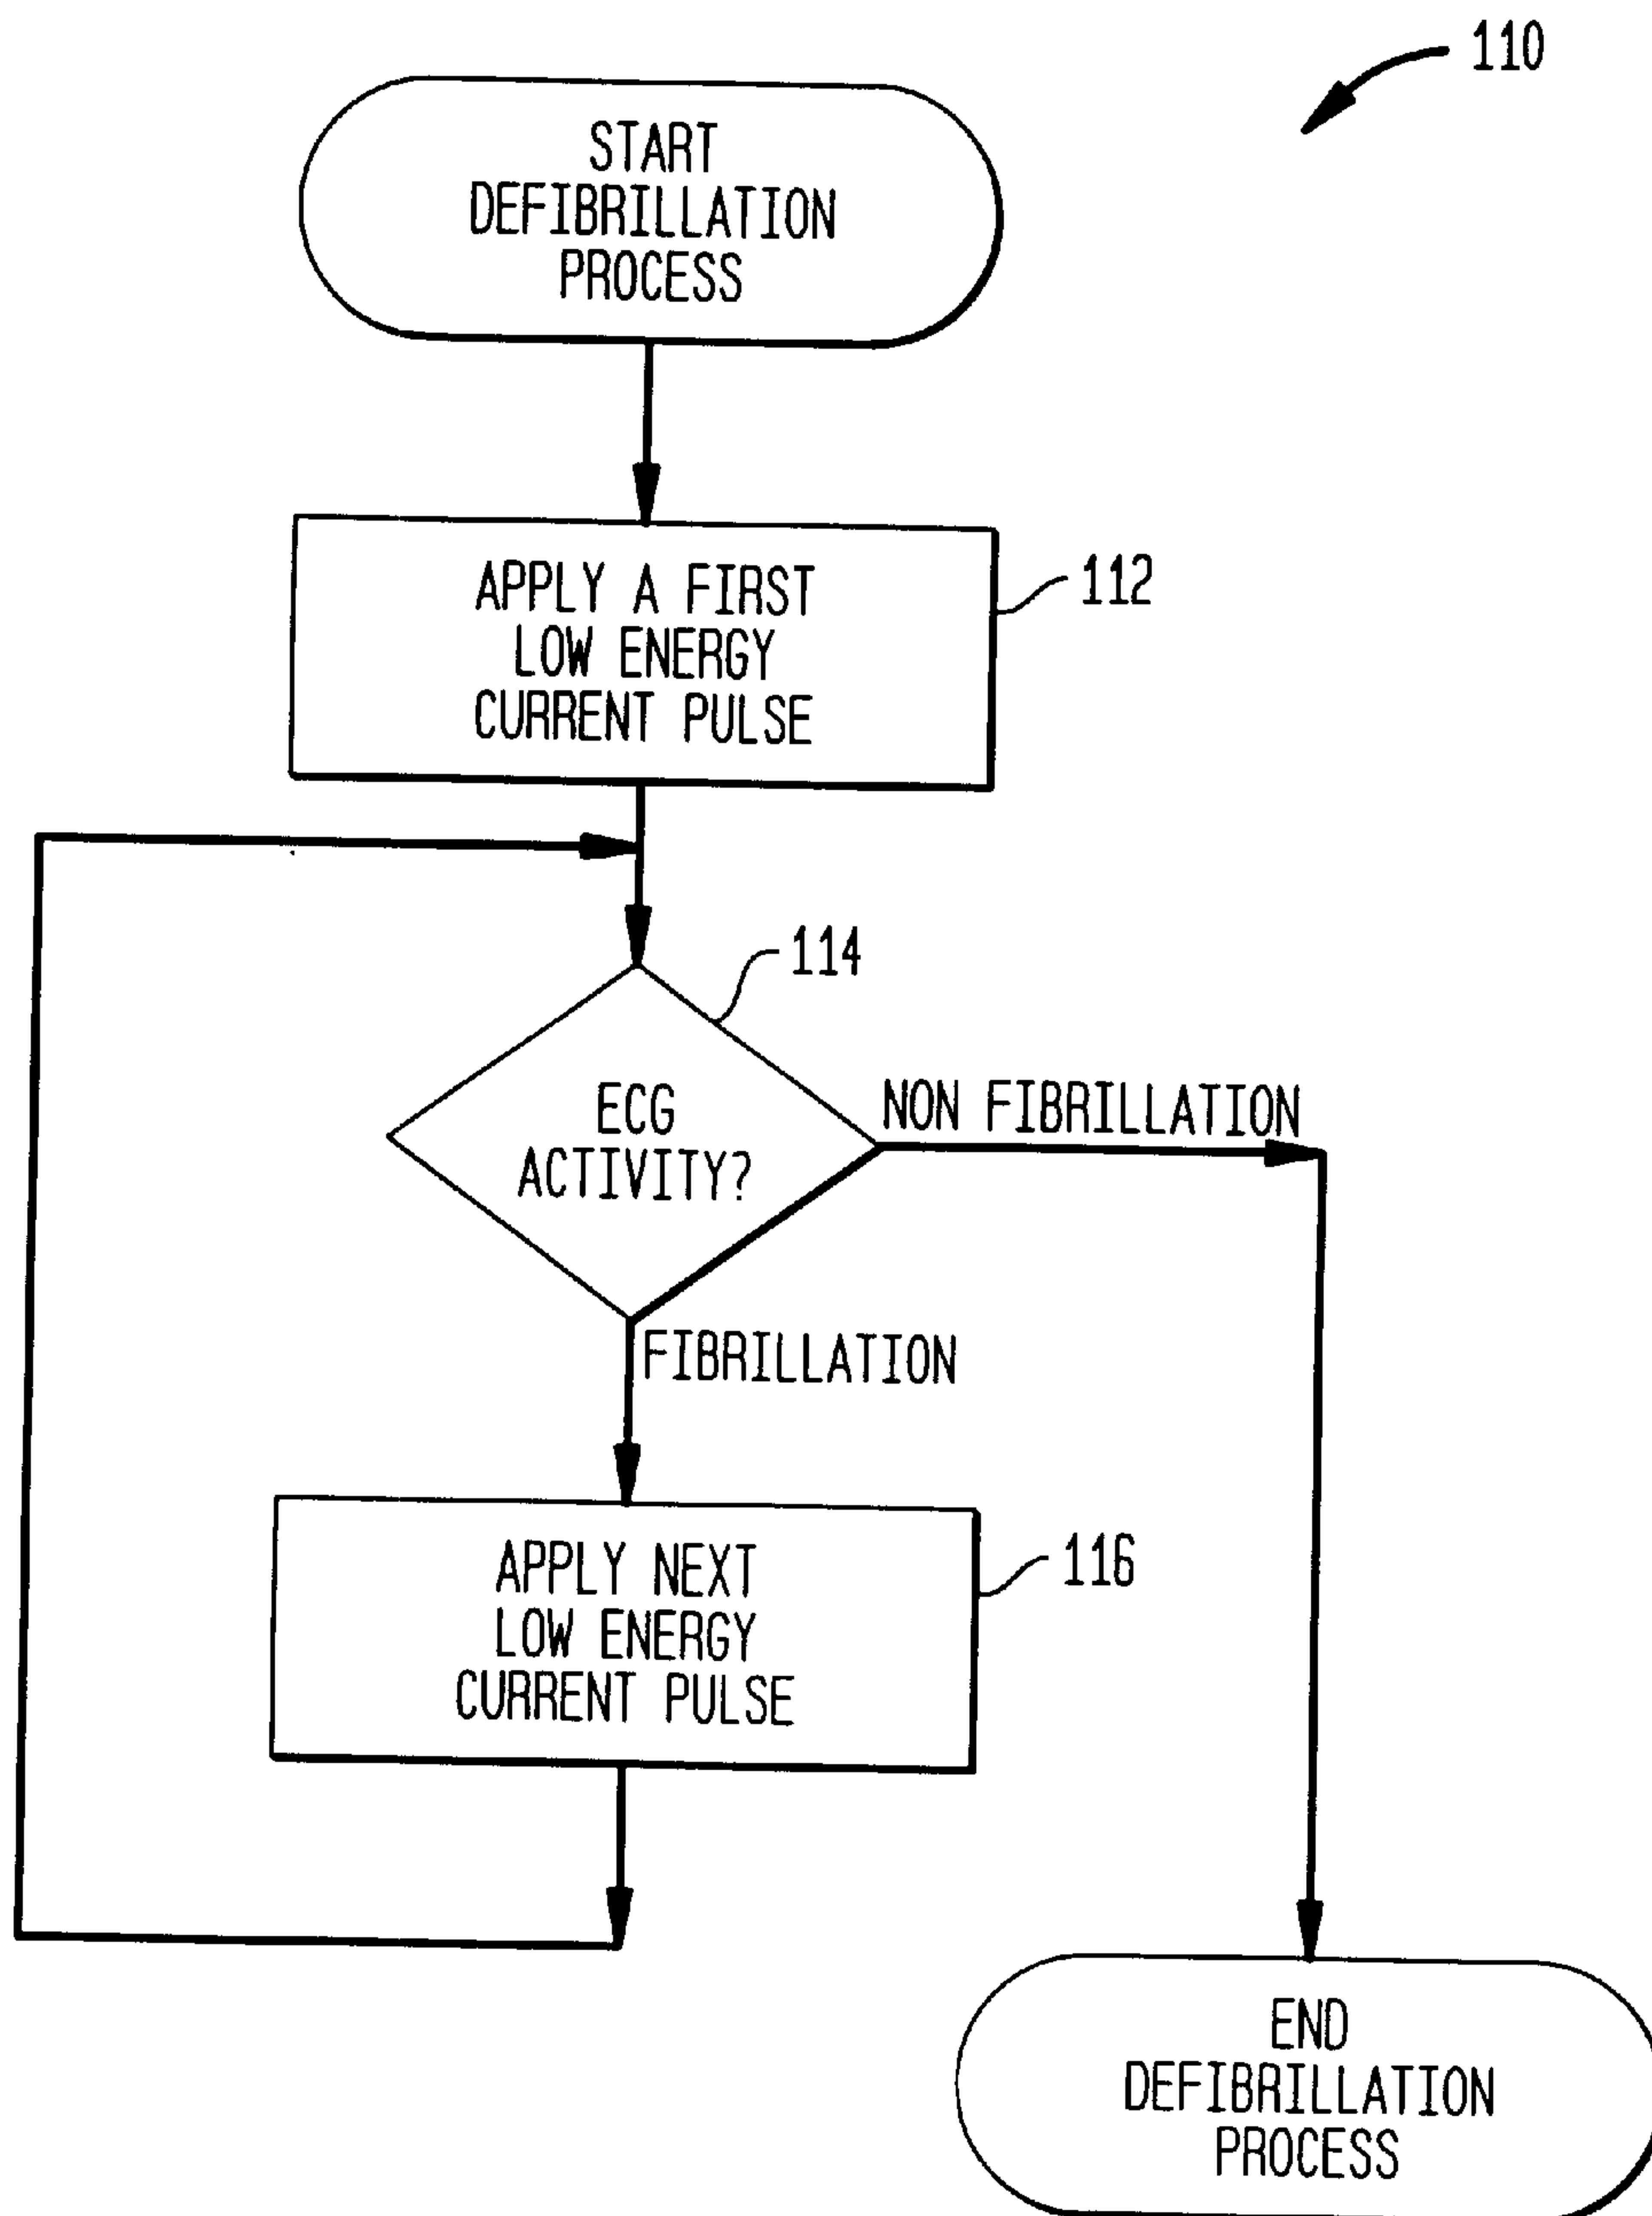 110
START
DEFIBRILLATION
PROCESS
APPLY A FIRST
LOW ENERGY
CURRENT PULSE
112
114
ECG
ACTIVITY?
NON FIBRILLATION
FIBRILLATION
APPLY NEXT
LOW ENERGY
CURRENT PULSE
116
END
DEFIBRILLATION
PROCESS